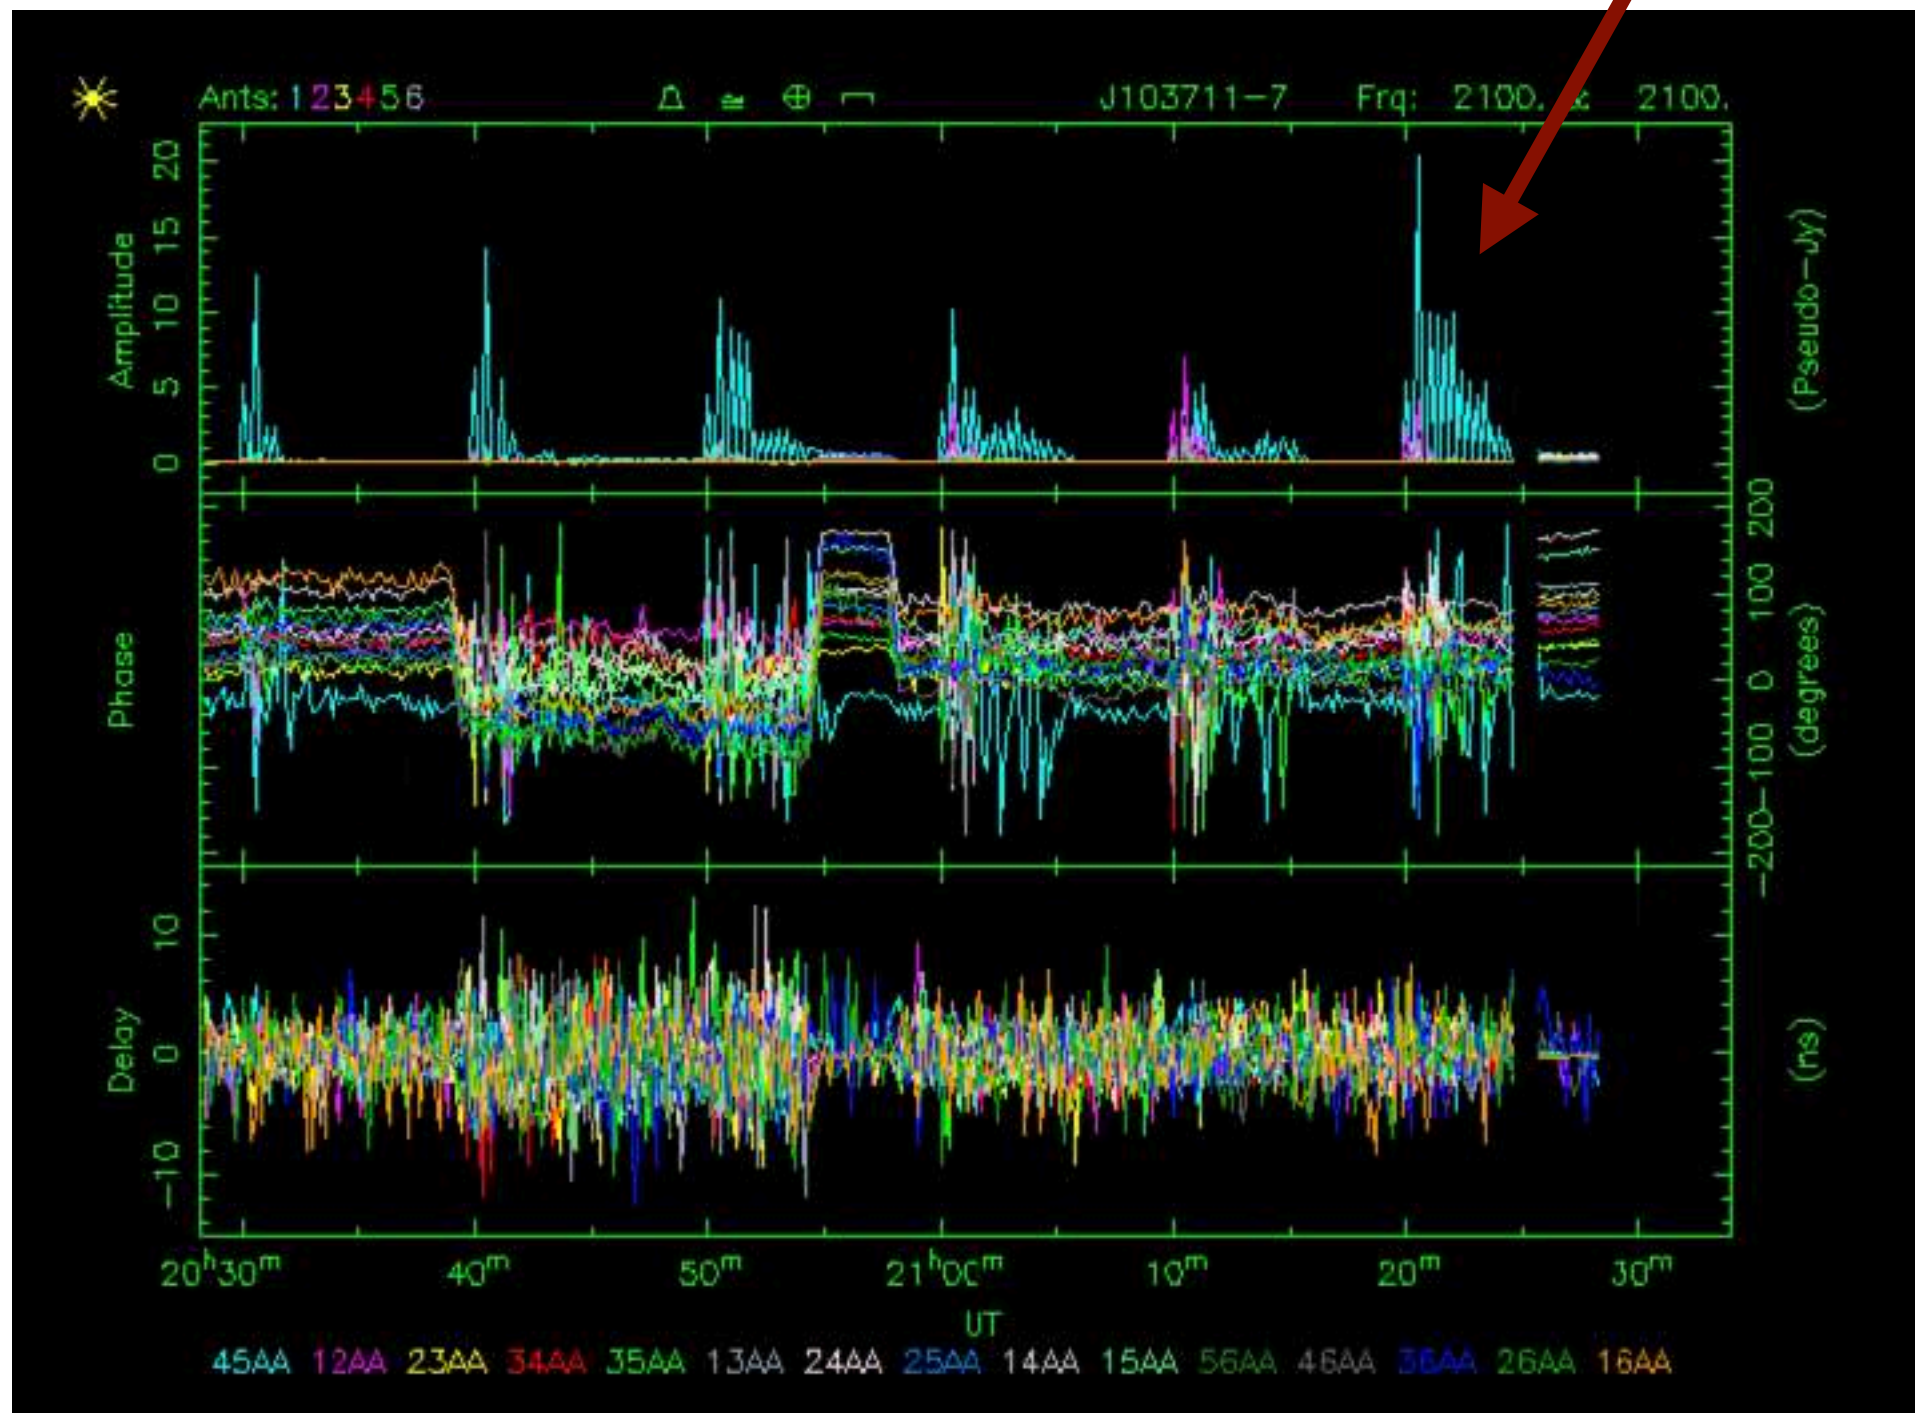 Ants: 123456 J103711-7 Frq: 2100. 2100.
Amplitude
0 5 10 15 20
(Pseudo-Jy)
Phase
-200 -100 0 100 200
(degrees)
Delay
-10 0 10
(ns)
20h30m 40m 50m 21h00m 10m 20m 30m
UT
45AA 12AA 23AA 34AA 35AA 13AA 24AA 25AA 14AA 15AA 56AA 46AA 36AA 26AA 16AA